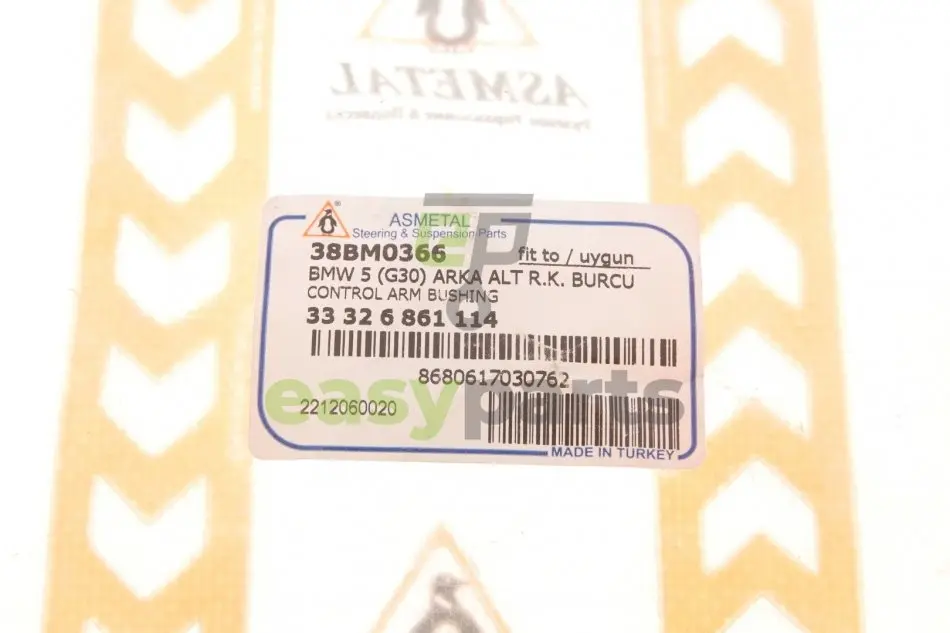 ASMETAL
ASMETAL
Steering & Suspension Parts
38BM0366
fit to / uygun
BMW 5 (G30) ARKA ALT R.K. BURCU
CONTROL ARM BUSHING
33 32 6 861 114
8680617030762
easyparts
2212060020
MADE IN TURKEY